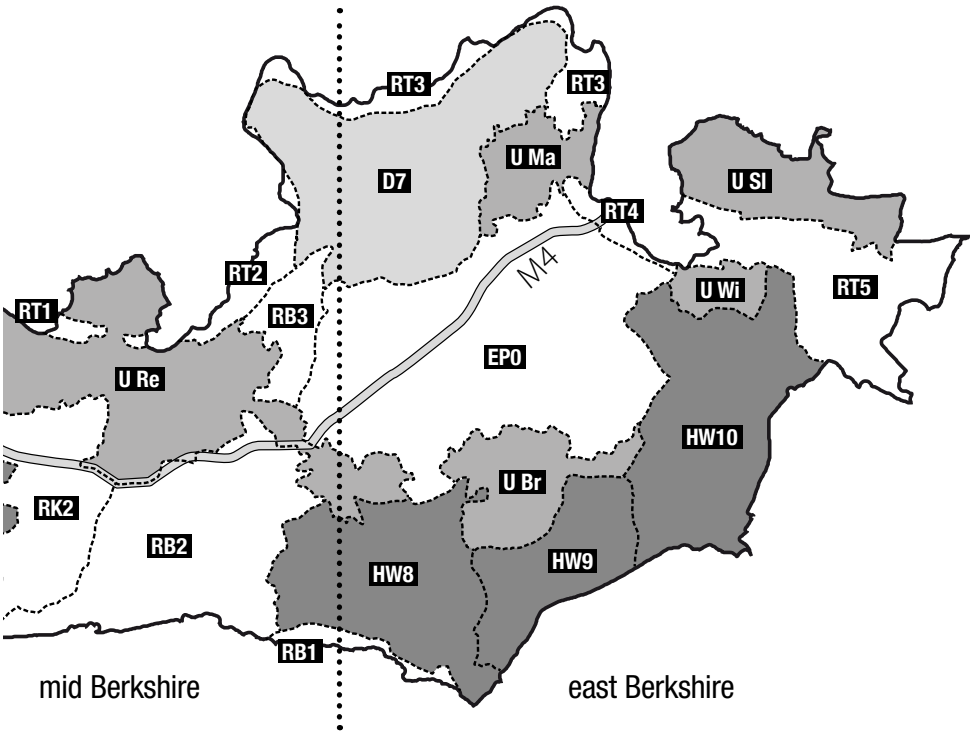 RT3
RT3
U Ma
D7
U Sl
RT4
M4
RT2
RT1
RB3
U Wi
RT5
EP0
U Re
HW10
U Br
RK2
RB2
HW9
HW8
RB1
mid Berkshire
east Berkshire